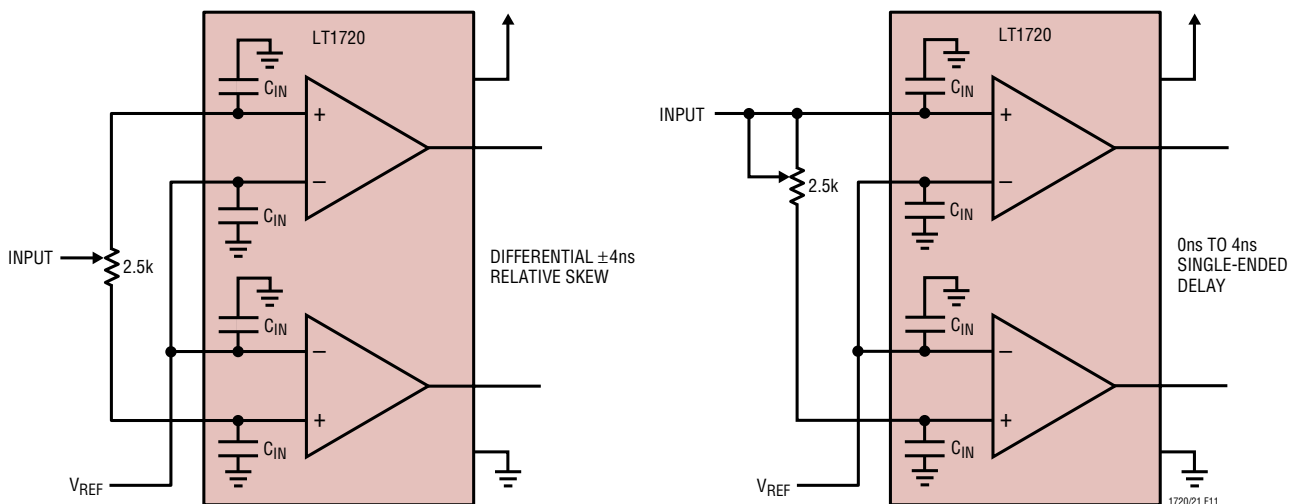 LT1720
C_IN
+
−
C_IN
INPUT
2.5k
DIFFERENTIAL ±4ns
RELATIVE SKEW
C_IN
−
+
C_IN
V_REF
LT1720
C_IN
INPUT
+
2.5k
−
C_IN
0ns TO 4ns
SINGLE-ENDED
DELAY
C_IN
−
+
C_IN
V_REF
1720/21 F11